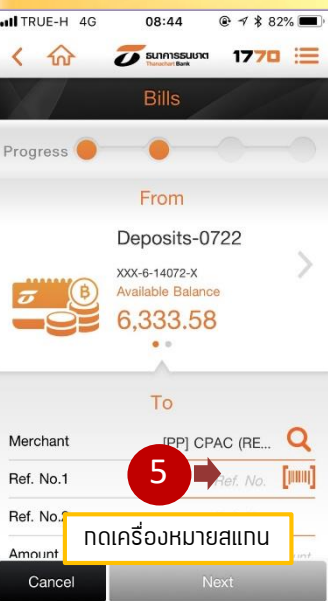 TRUE-H 4G 08:44 82%
ธนาคารธนชาต 1770
Thanachart Bank
Bills
Progress
From
Deposits-0722
XXX-6-14072-X
Available Balance
6,333.58
To
Merchant [PP] CPAC (RE...
Ref. No.1 5 Ref. No.
Ref. No.2
กดเครื่องหมายสแกน
Amount
Cancel Next